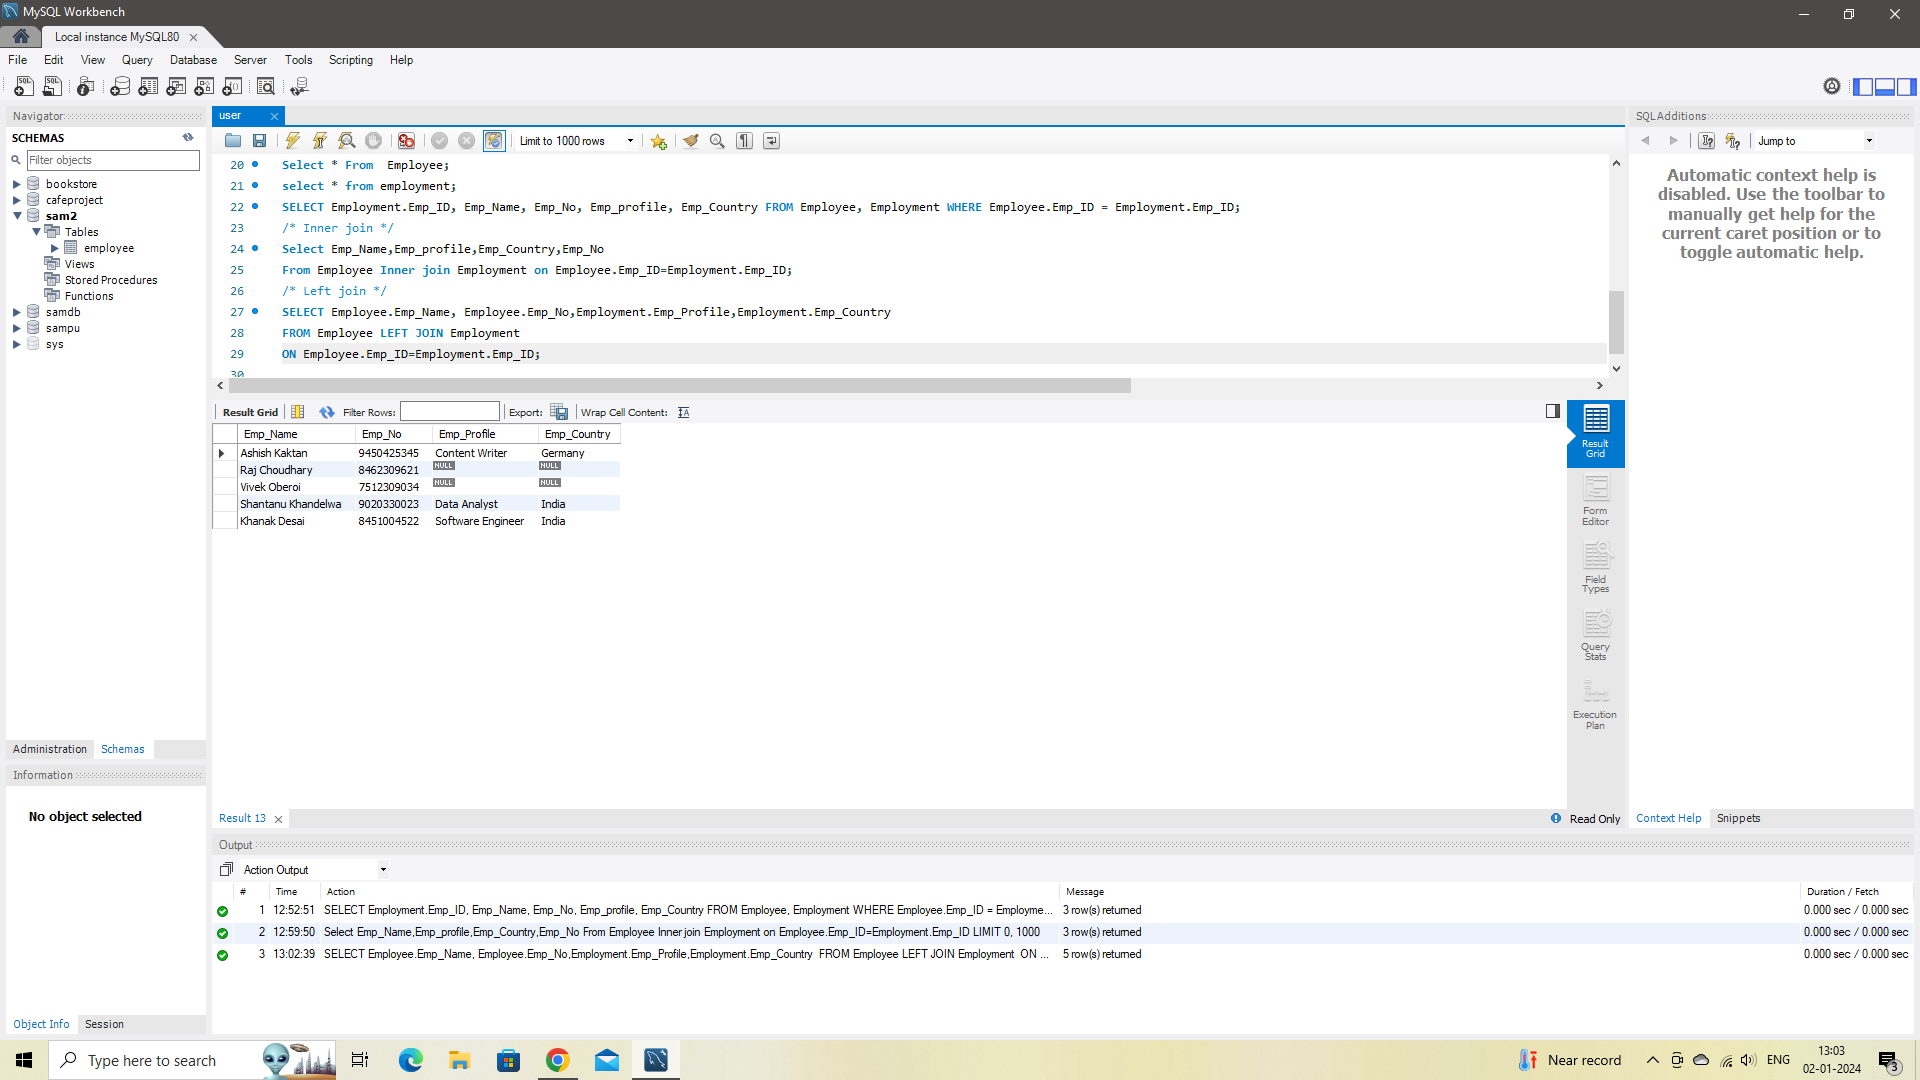 MySQL Workbench
Local instance MySQL80
File Edit View Query Database Server Tools Scripting Help
Navigator
SCHEMAS
Filter objects
bookstore
cafeproject
sam2
Tables
employee
Views
Stored Procedures
Functions
samdb
sampu
sys
Administration Schemas
Information
No object selected
Object Info Session
user
Limit to 1000 rows
20 Select * From  Employee;
21 select * from employment;
22 SELECT Employment.Emp_ID, Emp_Name, Emp_No, Emp_profile, Emp_Country FROM Employee, Employment WHERE Employee.Emp_ID = Employment.Emp_ID;
23 /* Inner join */
24 Select Emp_Name,Emp_profile,Emp_Country,Emp_No
25 From Employee Inner join Employment on Employee.Emp_ID=Employment.Emp_ID;
26 /* Left join */
27 SELECT Employee.Emp_Name, Employee.Emp_No,Employment.Emp_Profile,Employment.Emp_Country
28 FROM Employee LEFT JOIN Employment
29 ON Employee.Emp_ID=Employment.Emp_ID;
30
Result Grid Filter Rows: Export: Wrap Cell Content:
Emp_Name Emp_No Emp_Profile Emp_Country
Ashish Kaktan 9450425345 Content Writer Germany
Raj Choudhary 8462309621 NULL NULL
Vivek Oberoi 7512309034 NULL NULL
Shantanu Khandelwa 9020330023 Data Analyst India
Khanak Desai 8451004522 Software Engineer India
Result
Grid
Form
Editor
Field
Types
Query
Stats
Execution
Plan
Result 13
Read Only
SQLAdditions
Jump to
Automatic context help is
disabled. Use the toolbar to
manually get help for the
current caret position or to
toggle automatic help.
Context Help Snippets
Output
Action Output
# Time Action Message Duration / Fetch
1 12:52:51 SELECT Employment.Emp_ID, Emp_Name, Emp_No, Emp_profile, Emp_Country FROM Employee, Employment WHERE Employee.Emp_ID = Employme... 3 row(s) returned 0.000 sec / 0.000 sec
2 12:59:50 Select Emp_Name,Emp_profile,Emp_Country,Emp_No From Employee Inner join Employment on Employee.Emp_ID=Employment.Emp_ID LIMIT 0, 1000 3 row(s) returned 0.000 sec / 0.000 sec
3 13:02:39 SELECT Employee.Emp_Name, Employee.Emp_No,Employment.Emp_Profile,Employment.Emp_Country  FROM Employee LEFT JOIN Employment  ON ... 5 row(s) returned 0.000 sec / 0.000 sec
Type here to search
Near record
ENG
13:03
02-01-2024
3